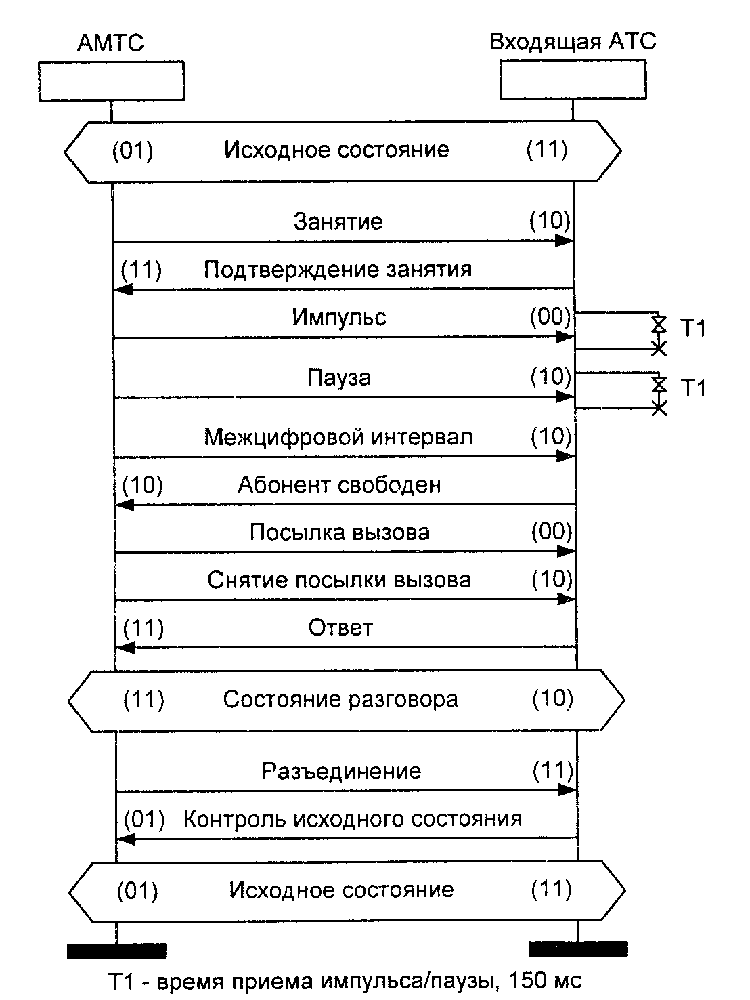 АМТС Входящая АТС
(01) Исходное состояние (11)
Занятие (10)
(11) Подтверждение занятия
Импульс (00) T1
Пауза (10) T1
Межцифровой интервал (10)
(10) Абонент свободен
Посылка вызова (00)
Снятие посылки вызова (10)
(11) Ответ
(11) Состояние разговора (10)
Разъединение (11)
(01) Контроль исходного состояния
(01) Исходное состояние (11)
T1 - время приема импульса/паузы, 150 мс